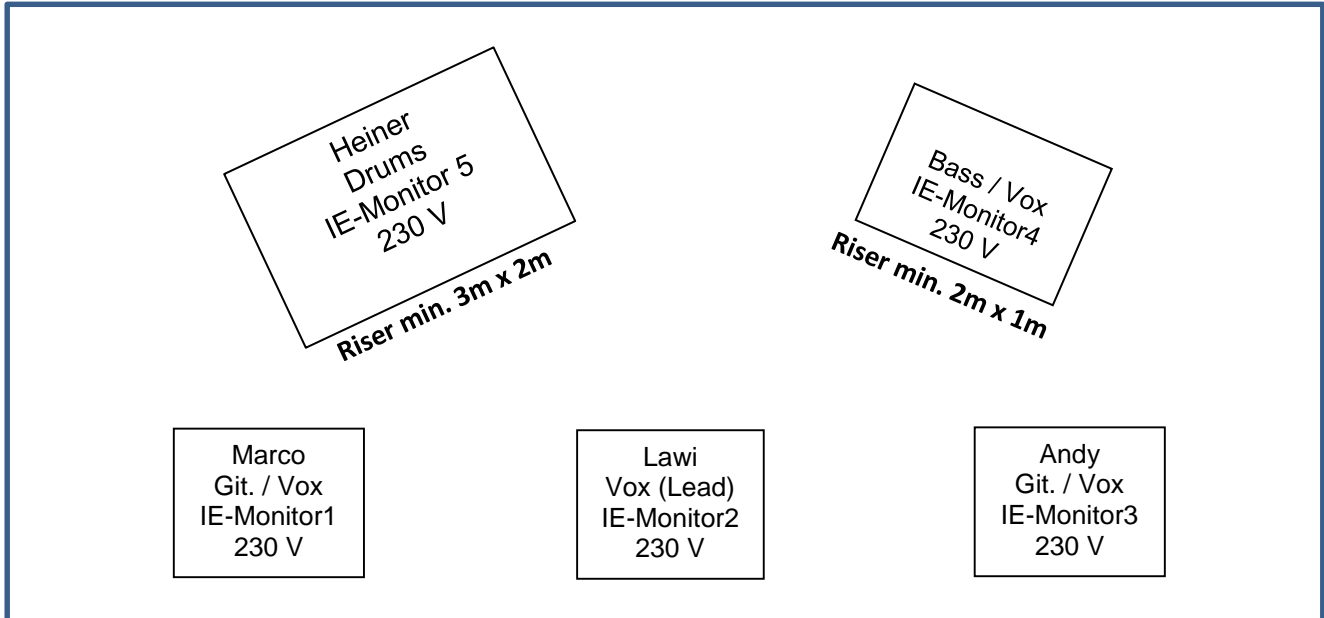 Heiner
Drums
IE-Monitor 5
230 V
Riser min. 3m x 2m
Bass / Vox
IE-Monitor4
230 V
Riser min. 2m x 1m
Marco
Git. / Vox
IE-Monitor1
230 V
Lawi
Vox (Lead)
IE-Monitor2
230 V
Andy
Git. / Vox
IE-Monitor3
230 V